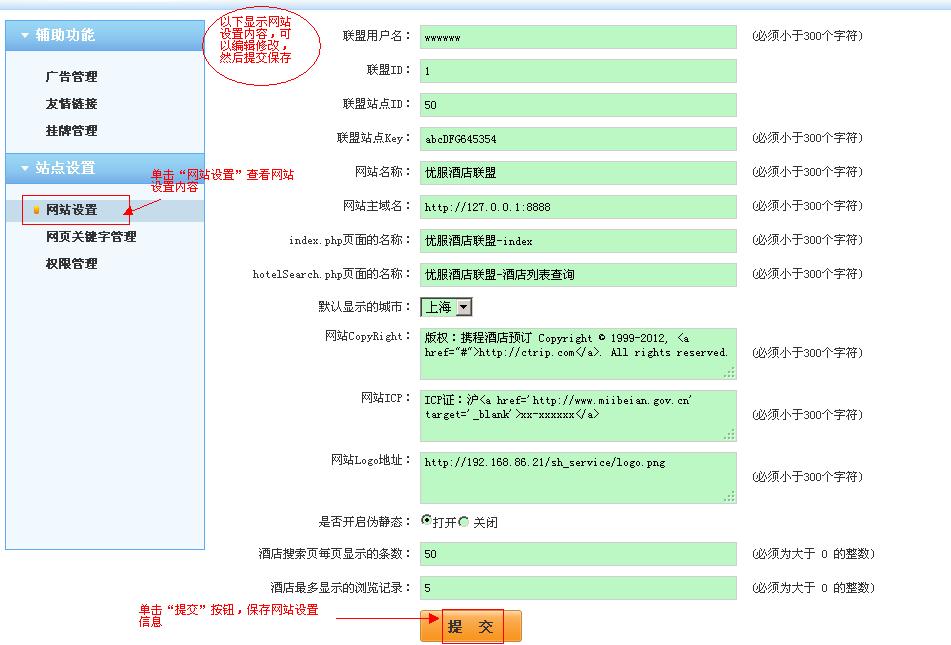 辅助功能
广告管理
友情链接
挂牌管理
站点设置
网站设置
网页关键字管理
权限管理
以下显示网站
设置内容，可
以编辑修改，
然后提交保存
单击“网站设置”查看网站
设置内容
联盟用户名： wwwwww (必须小于300个字符)
联盟ID： 1
联盟站点ID： 50
联盟站点Key： abcDFG645354 (必须小于300个字符)
网站名称： 优服酒店联盟 (必须小于300个字符)
网站主域名： http://127.0.0.1:8888 (必须小于300个字符)
index.php页面的名称： 优服酒店联盟-index (必须小于300个字符)
hotelSearch.php页面的名称： 优服酒店联盟-酒店列表查询 (必须小于300个字符)
默认显示的城市： 上海
网站CopyRight： 版权：携程酒店预订 Copyright © 1999-2012, <a
href="#">http://ctrip.com</a>. All rights reserved. (必须小于300个字符)
网站ICP： ICP证：沪<a href='http://www.miibeian.gov.cn'
target='_blank'>xx-xxxxxx</a> (必须小于300个字符)
网站Logo地址： http://192.168.86.21/sh_service/logo.png
(必须小于300个字符)
是否开启伪静态： 打开 关闭
酒店搜索页每页显示的条数： 50 (必须为大于 0 的整数)
酒店最多显示的浏览记录： 5 (必须为大于 0 的整数)
单击“提交”按钮，保存网站设置
信息
提 交